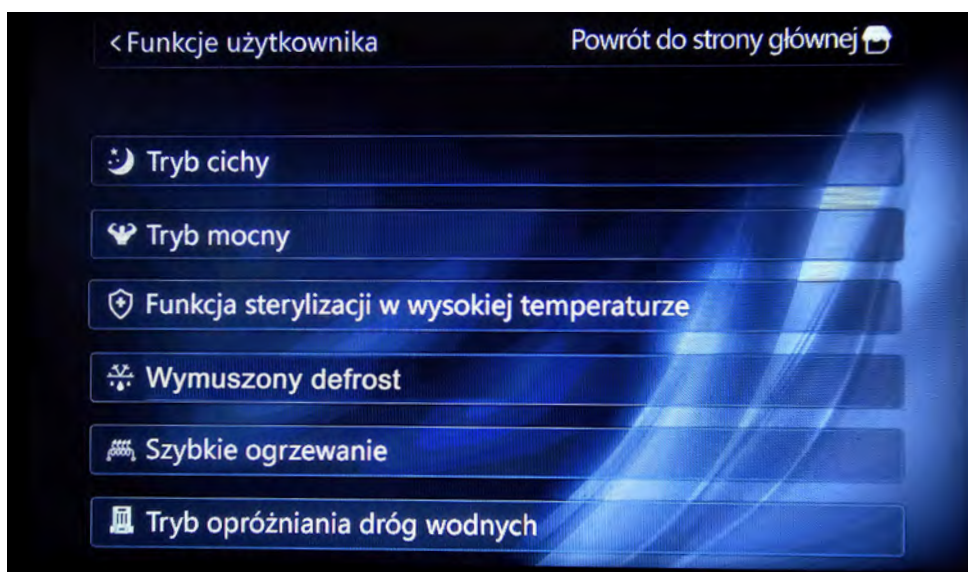 <Funkcje użytkownika
Powrót do strony głównej
Tryb cichy
Tryb mocny
Funkcja sterylizacji w wysokiej temperaturze
Wymuszony defrost
Szybkie ogrzewanie
Tryb opróżniania dróg wodnych